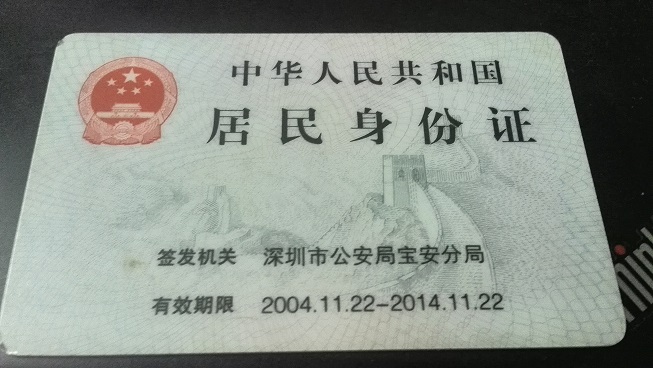 中华人民共和国
居民身份证
签发机关 深圳市公安局宝安分局
有效期限 2004.11.22-2014.11.22